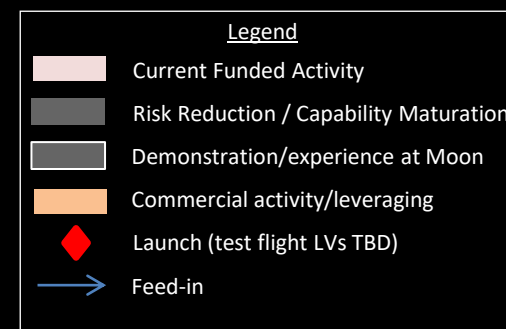 Legend
Current Funded Activity
Risk Reduction / Capability Maturation
Demonstration/experience at Moon
Commercial activity/leveraging
Launch (test flight LVs TBD)
Feed-in